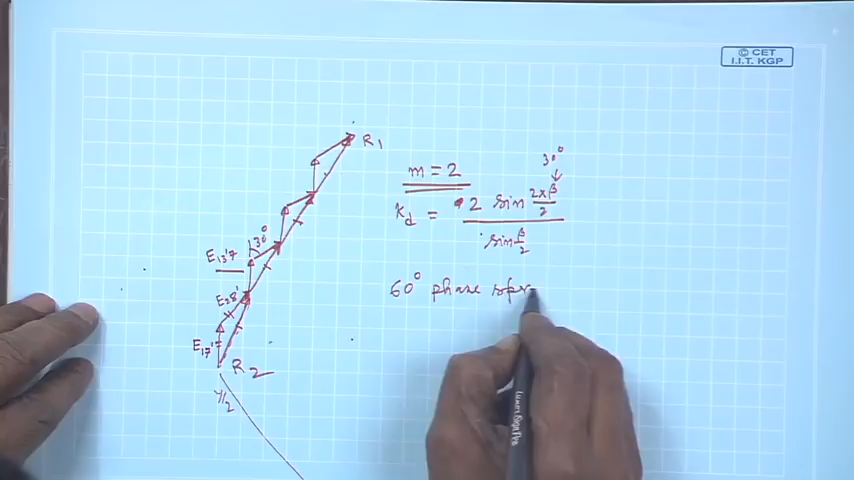 © CET
I.I.T. KGP
R1
m = 2
30°
Kd = 2 sin 2×β/2
sin β/2
30°
E13'7
60° phase spr
E28'
E17'
R2
γ/2